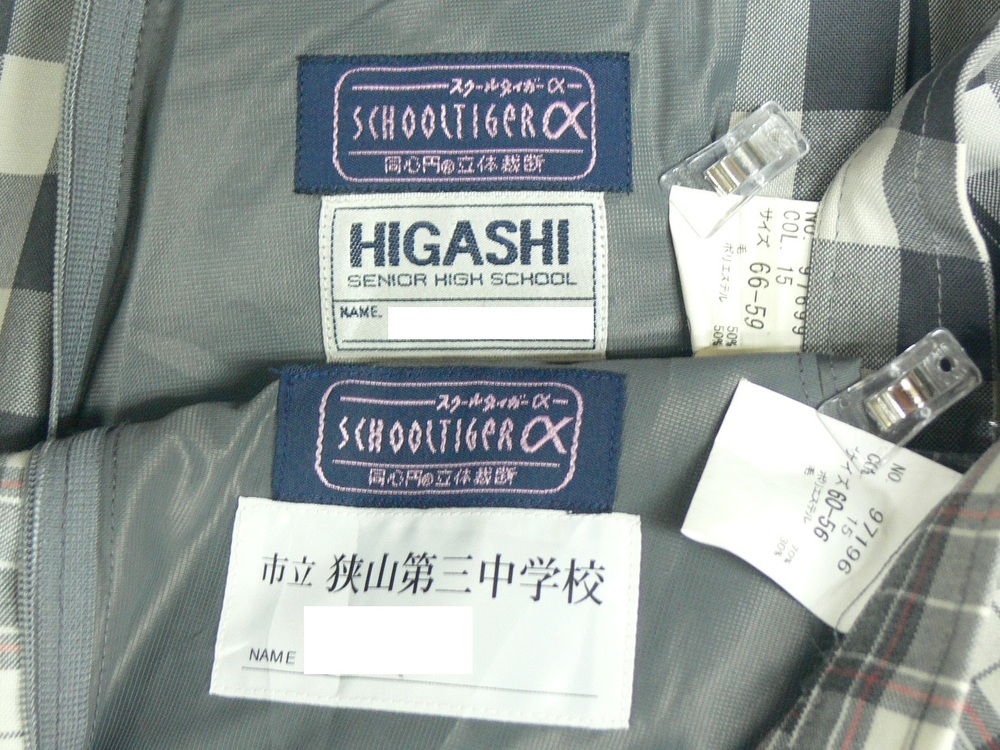 スクールタイガーα
SCHOOLTIGERα
同心円の立体裁断
HIGASHI
SENIOR HIGH SCHOOL
NAME.
NO. 97699
COL. 15
サイズ 66-59
毛 50%
ポリエステル 50%
スクールタイガーα
SCHOOLTIGERα
同心円の立体裁断
市立 狭山第三中学校
NAME
NO. 97196
15
サイズ 60-56
ポリエステル 70%
毛 30%